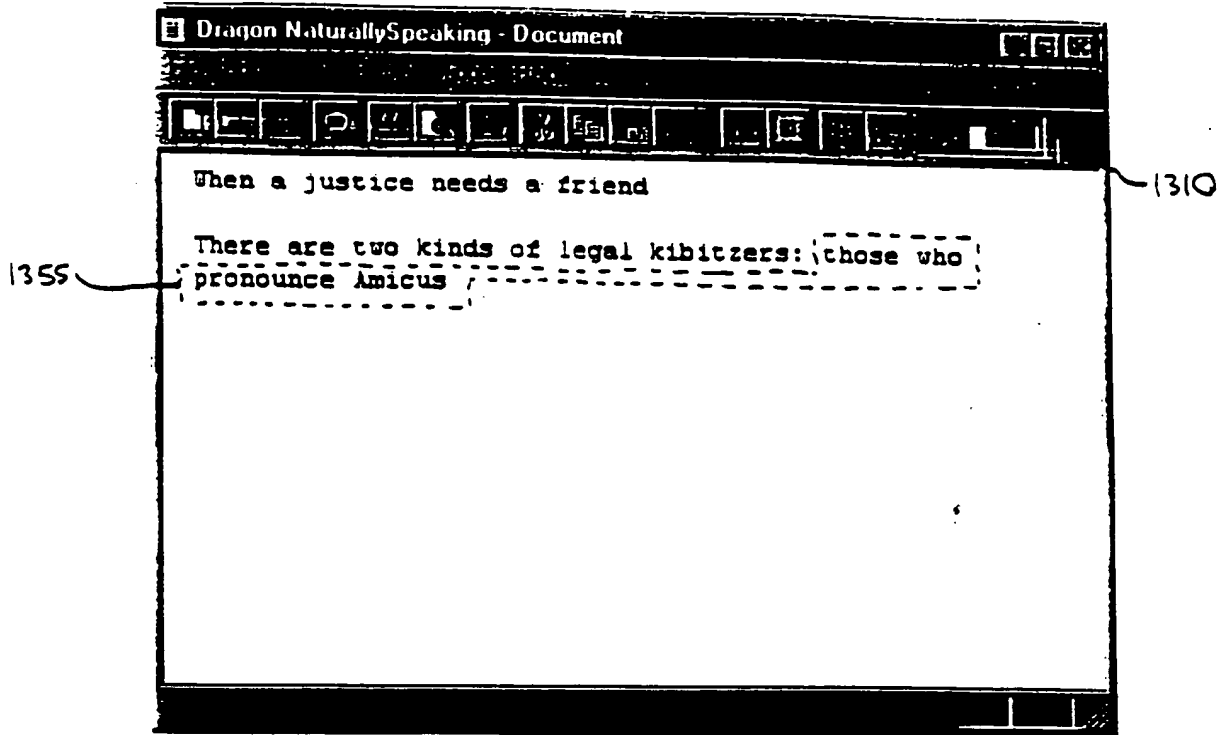 Dragon NaturallySpeaking - Document
When a justice needs a friend
1310
There are two kinds of legal kibitzers: those who
1355
pronounce Amicus